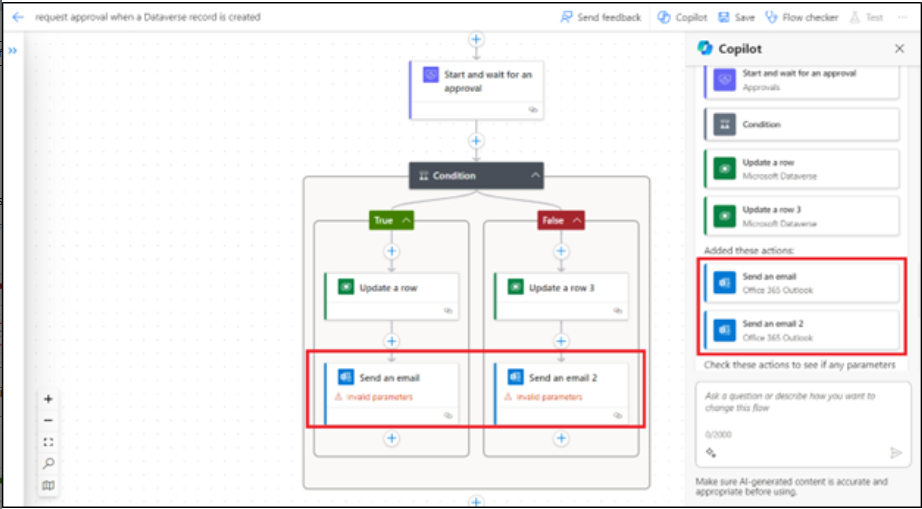 request approval when a Dataverse record is created
Send feedback
Copilot
Save
Flow checker
Test
Start and wait for an
approval
Condition
True
False
Update a row
Update a row 3
Send an email
Invalid parameters
Send an email 2
Invalid parameters
Copilot
Start and wait for an approval
Approvals
Condition
Update a row
Microsoft Dataverse
Update a row 3
Microsoft Dataverse
Added these actions:
Send an email
Office 365 Outlook
Send an email 2
Office 365 Outlook
Check these actions to see if any parameters
Ask a question or describe how you want to
change this flow
0/2000
Make sure AI-generated content is accurate and
appropriate before using.